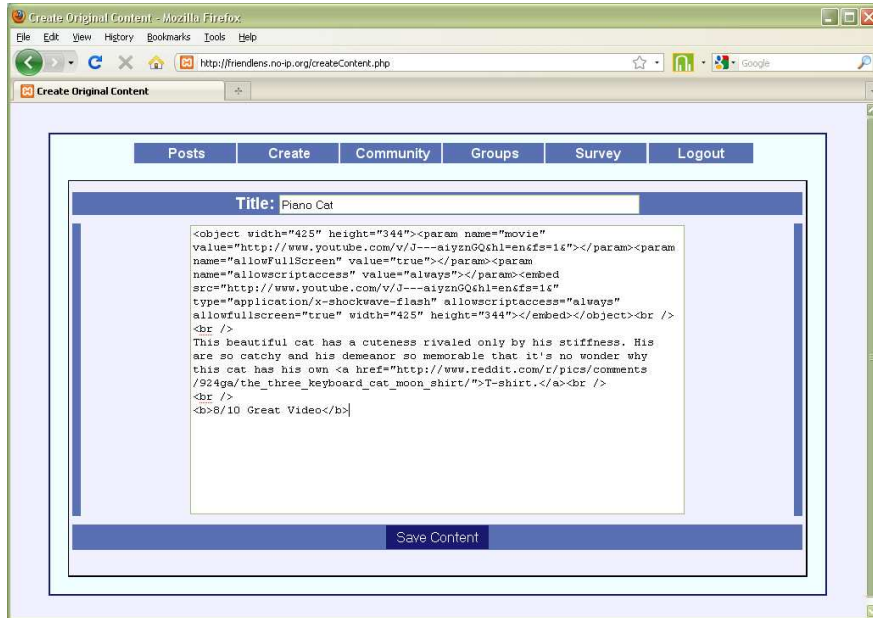 Create Original Content - Mozilla Firefox
File Edit View History Bookmarks Tools Help
http://friendlens.no-ip.org/createContent.php
Google
Create Original Content
Posts Create Community Groups Survey Logout
Title: Piano Cat
<object width="425" height="344"><param name="movie"
value="http://www.youtube.com/v/J---aiyznGQ&hl=en&fs=1&"></param><param
name="allowFullScreen" value="true"></param><param
name="allowscriptaccess" value="always"></param><embed
src="http://www.youtube.com/v/J---aiyznGQ&hl=en&fs=1&"
type="application/x-shockwave-flash" allowscriptaccess="always"
allowfullscreen="true" width="425" height="344"></embed></object><br />
<br />
This beautiful cat has a cuteness rivaled only by his stiffness. His
are so catchy and his demeanor so memorable that it's no wonder why
this cat has his own <a href="http://www.reddit.com/r/pics/comments
/924ga/the_three_keyboard_cat_moon_shirt/">T-shirt.</a><br />
<br />
<b>8/10 Great Video</b>
Save Content